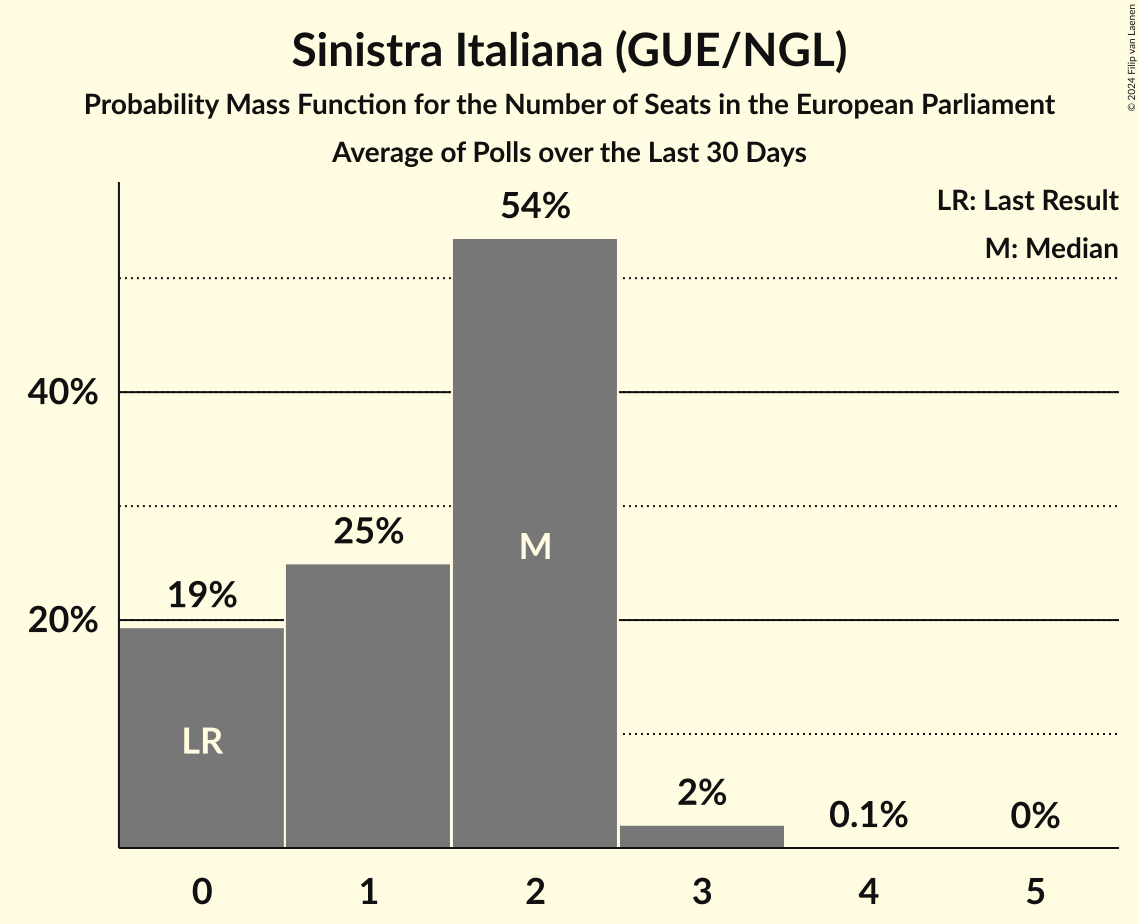 Sinistra Italiana (GUE/NGL)
Probability Mass Function for the Number of Seats in the European Parliament
Average of Polls over the Last 30 Days
© 2024 Filip van Laenen
LR: Last Result
M: Median
54%
40%
25%
M
19%
20%
LR
2%
0.1%
0%
0 1 2 3 4 5